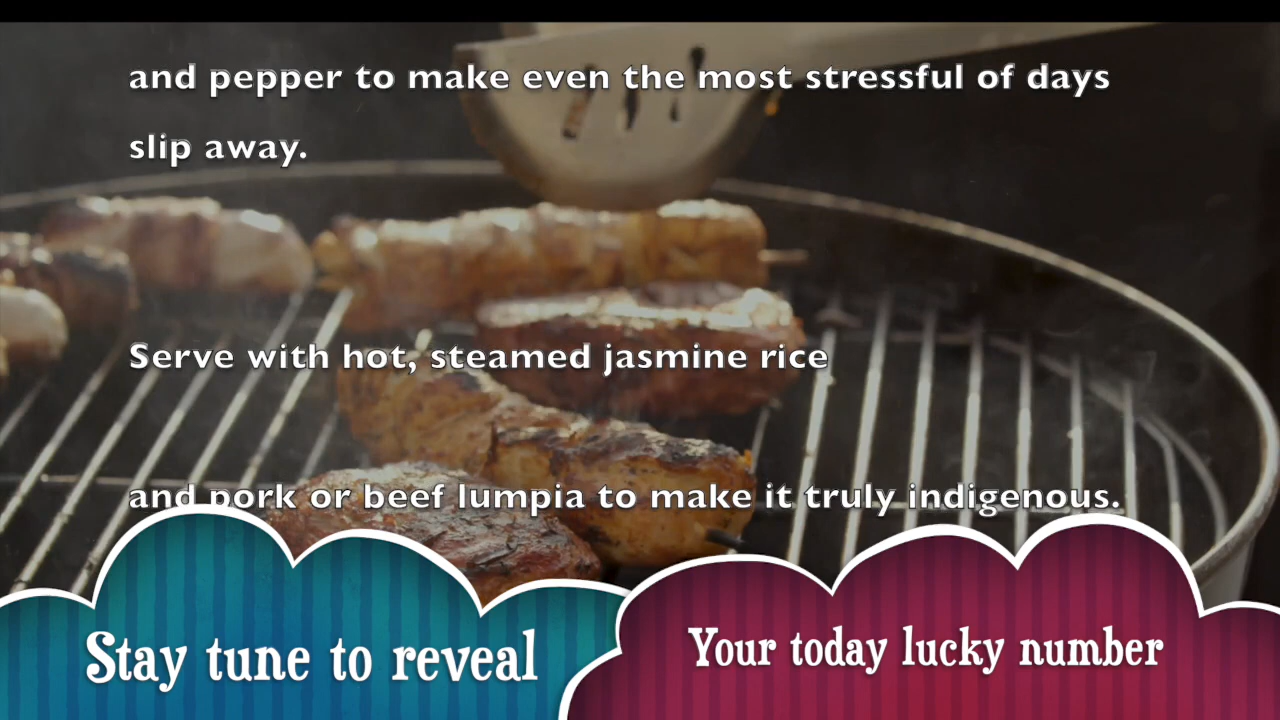 and pepper to make even the most stressful of days
slip away.
Serve with hot, steamed jasmine rice
and pork or beef lumpia to make it truly indigenous.
Stay tune to reveal
Your today lucky number